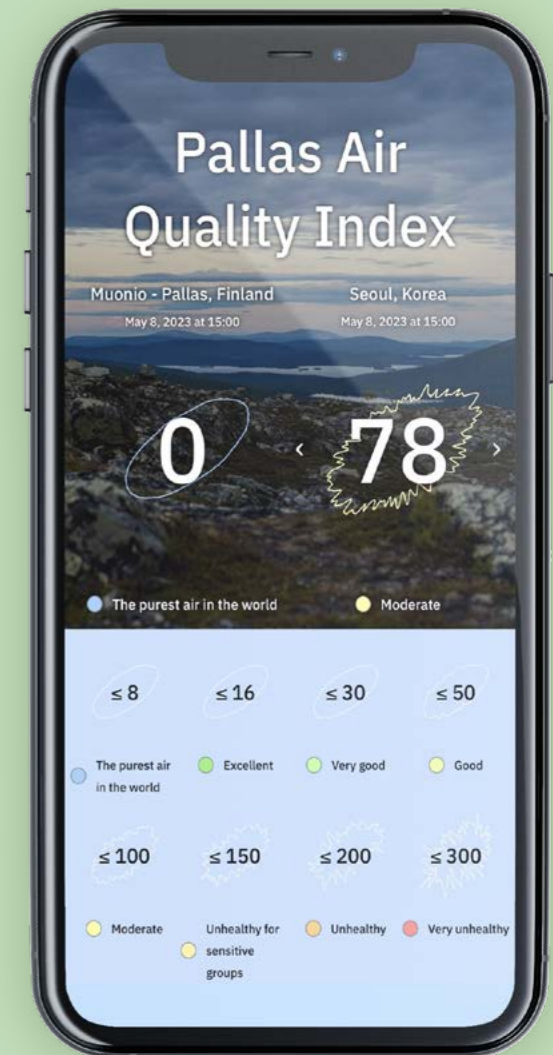 Pallas Air
Quality Index
Muonio - Pallas, Finland
May 8, 2023 at 15:00
Seoul, Korea
May 8, 2023 at 15:00
0
‹ 78 ›
The purest air in the world
Moderate
≤ 8
≤ 16
≤ 30
≤ 50
The purest air
in the world
Excellent
Very good
Good
≤ 100
≤ 150
≤ 200
≤ 300
Moderate
Unhealthy for
sensitive
groups
Unhealthy
Very unhealthy